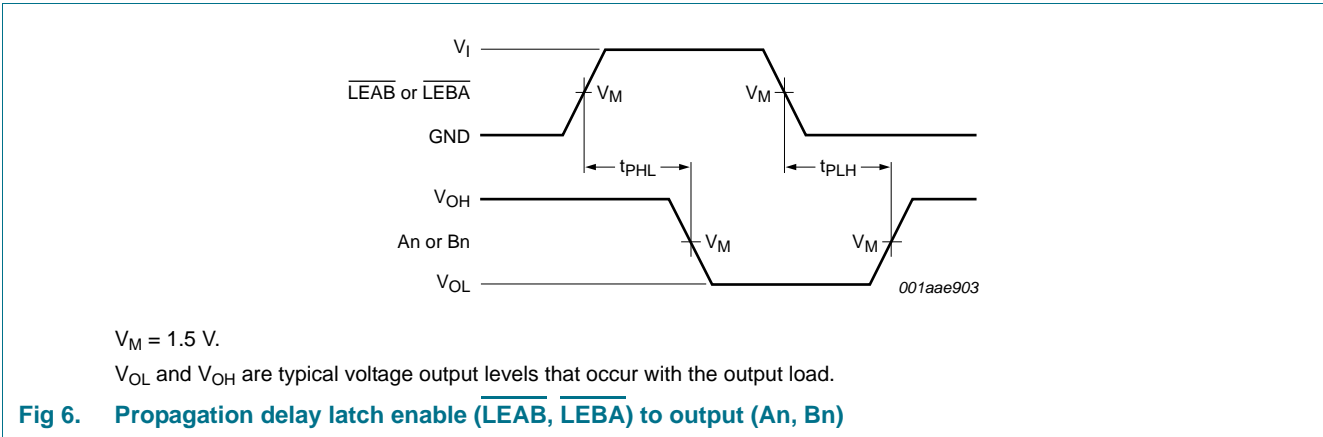 VI
LEAB or LEBA
VM
VM
GND
tPHL
tPLH
VOH
An or Bn
VM
VM
VOL
001aae903
VM = 1.5 V.
VOL and VOH are typical voltage output levels that occur with the output load.
Fig 6. Propagation delay latch enable (LEAB, LEBA) to output (An, Bn)